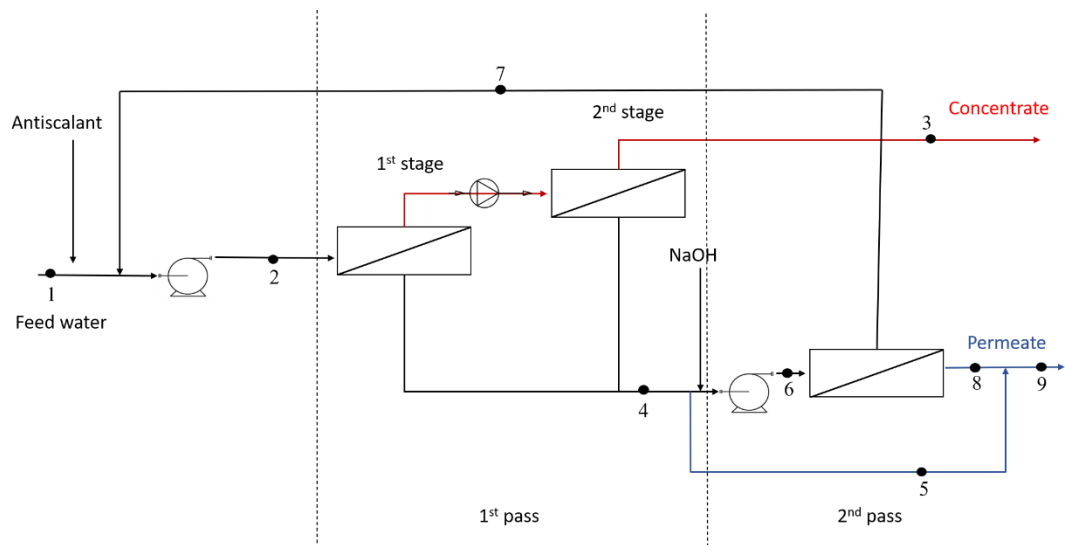 7
2nd stage
3
Concentrate
Antiscalant
1st stage
NaOH
1
2
Feed water
Permeate
4
6
8
9
5
1st pass
2nd pass